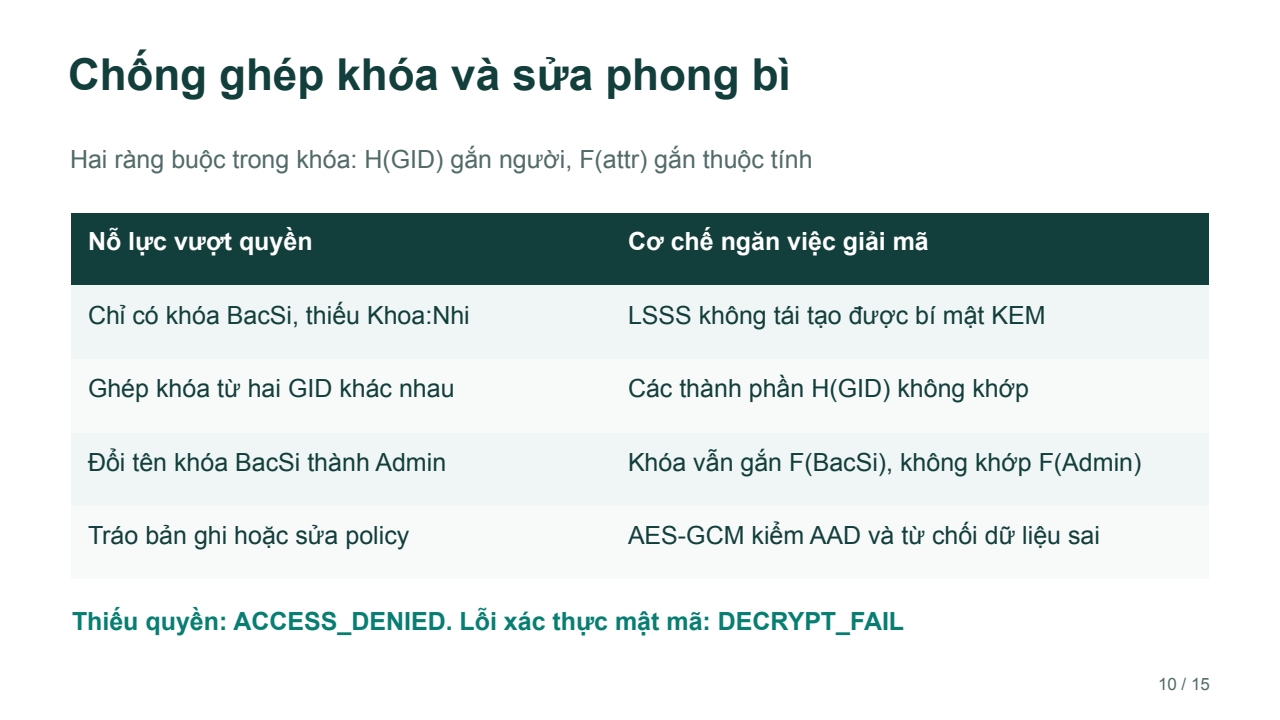 Chống ghép khóa và sửa phong bì
Hai ràng buộc trong khóa: H(GID) gắn người, F(attr) gắn thuộc tính
Nỗ lực vượt quyền
Cơ chế ngăn việc giải mã
Chỉ có khóa BacSi, thiếu Khoa:Nhi
LSSS không tái tạo được bí mật KEM
Ghép khóa từ hai GID khác nhau
Các thành phần H(GID) không khớp
Đổi tên khóa BacSi thành Admin
Khóa vẫn gắn F(BacSi), không khớp F(Admin)
Tráo bản ghi hoặc sửa policy
AES-GCM kiểm AAD và từ chối dữ liệu sai
Thiếu quyền: ACCESS_DENIED. Lỗi xác thực mật mã: DECRYPT_FAIL
10 / 15